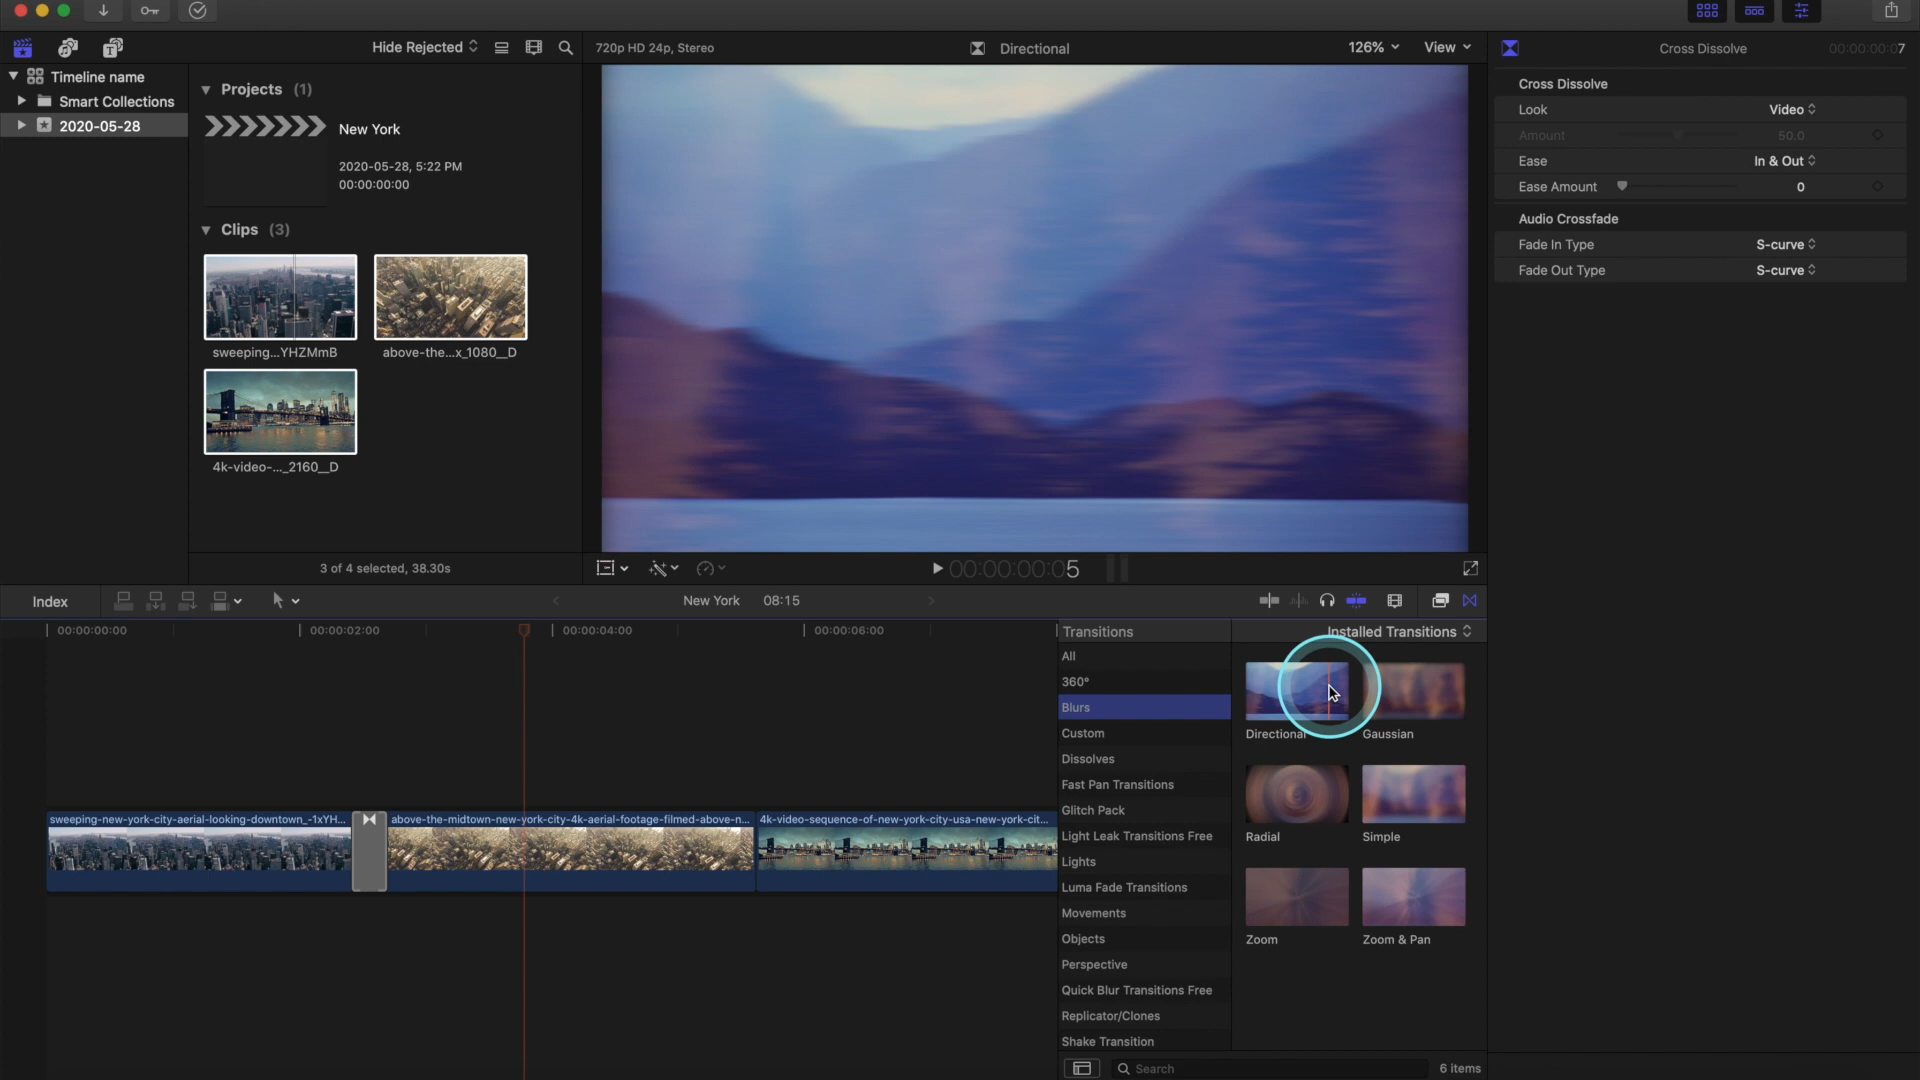 Hide Rejected
720p HD 24p, Stereo
Directional
126%
View
Cross Dissolve
00:00:00:07
Timeline name
Smart Collections
2020-05-28
Projects (1)
New York
2020-05-28, 5:22 PM
00:00:00:00
Clips (3)
sweeping...YHZMmB
above-the...x_1080__D
4k-video-..._2160__D
3 of 4 selected, 38.30s
00:00:00:05
Cross Dissolve
Look
Video
Amount
50.0
Ease
In & Out
Ease Amount
0
Audio Crossfade
Fade In Type
S-curve
Fade Out Type
S-curve
Index
New York
08:15
00:00:00:00
00:00:02:00
00:00:04:00
00:00:06:00
sweeping-new-york-city-aerial-looking-downtown_-1xYH...
above-the-midtown-new-york-city-4k-aerial-footage-filmed-above-n...
4k-video-sequence-of-new-york-city-usa-new-york-cit...
Transitions
Installed Transitions
All
360°
Blurs
Custom
Dissolves
Fast Pan Transitions
Glitch Pack
Light Leak Transitions Free
Lights
Luma Fade Transitions
Movements
Objects
Perspective
Quick Blur Transitions Free
Replicator/Clones
Shake Transition
Directional
Gaussian
Radial
Simple
Zoom
Zoom & Pan
Search
6 items